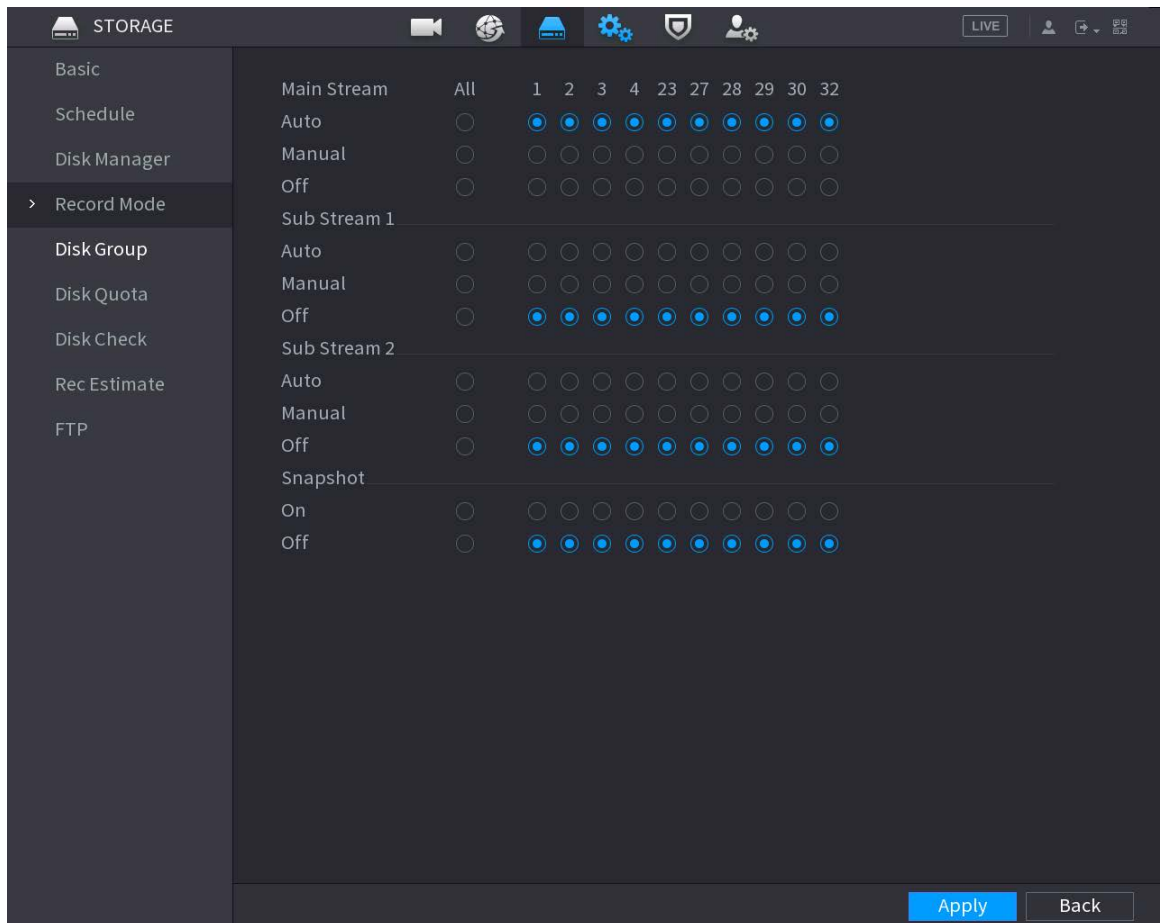 STORAGE LIVE
Basic
Schedule
Disk Manager
Record Mode
Disk Group
Disk Quota
Disk Check
Rec Estimate
FTP
Main Stream All 1 2 3 4 23 27 28 29 30 32
Auto
Manual
Off
Sub Stream 1
Auto
Manual
Off
Sub Stream 2
Auto
Manual
Off
Snapshot
On
Off
Apply Back